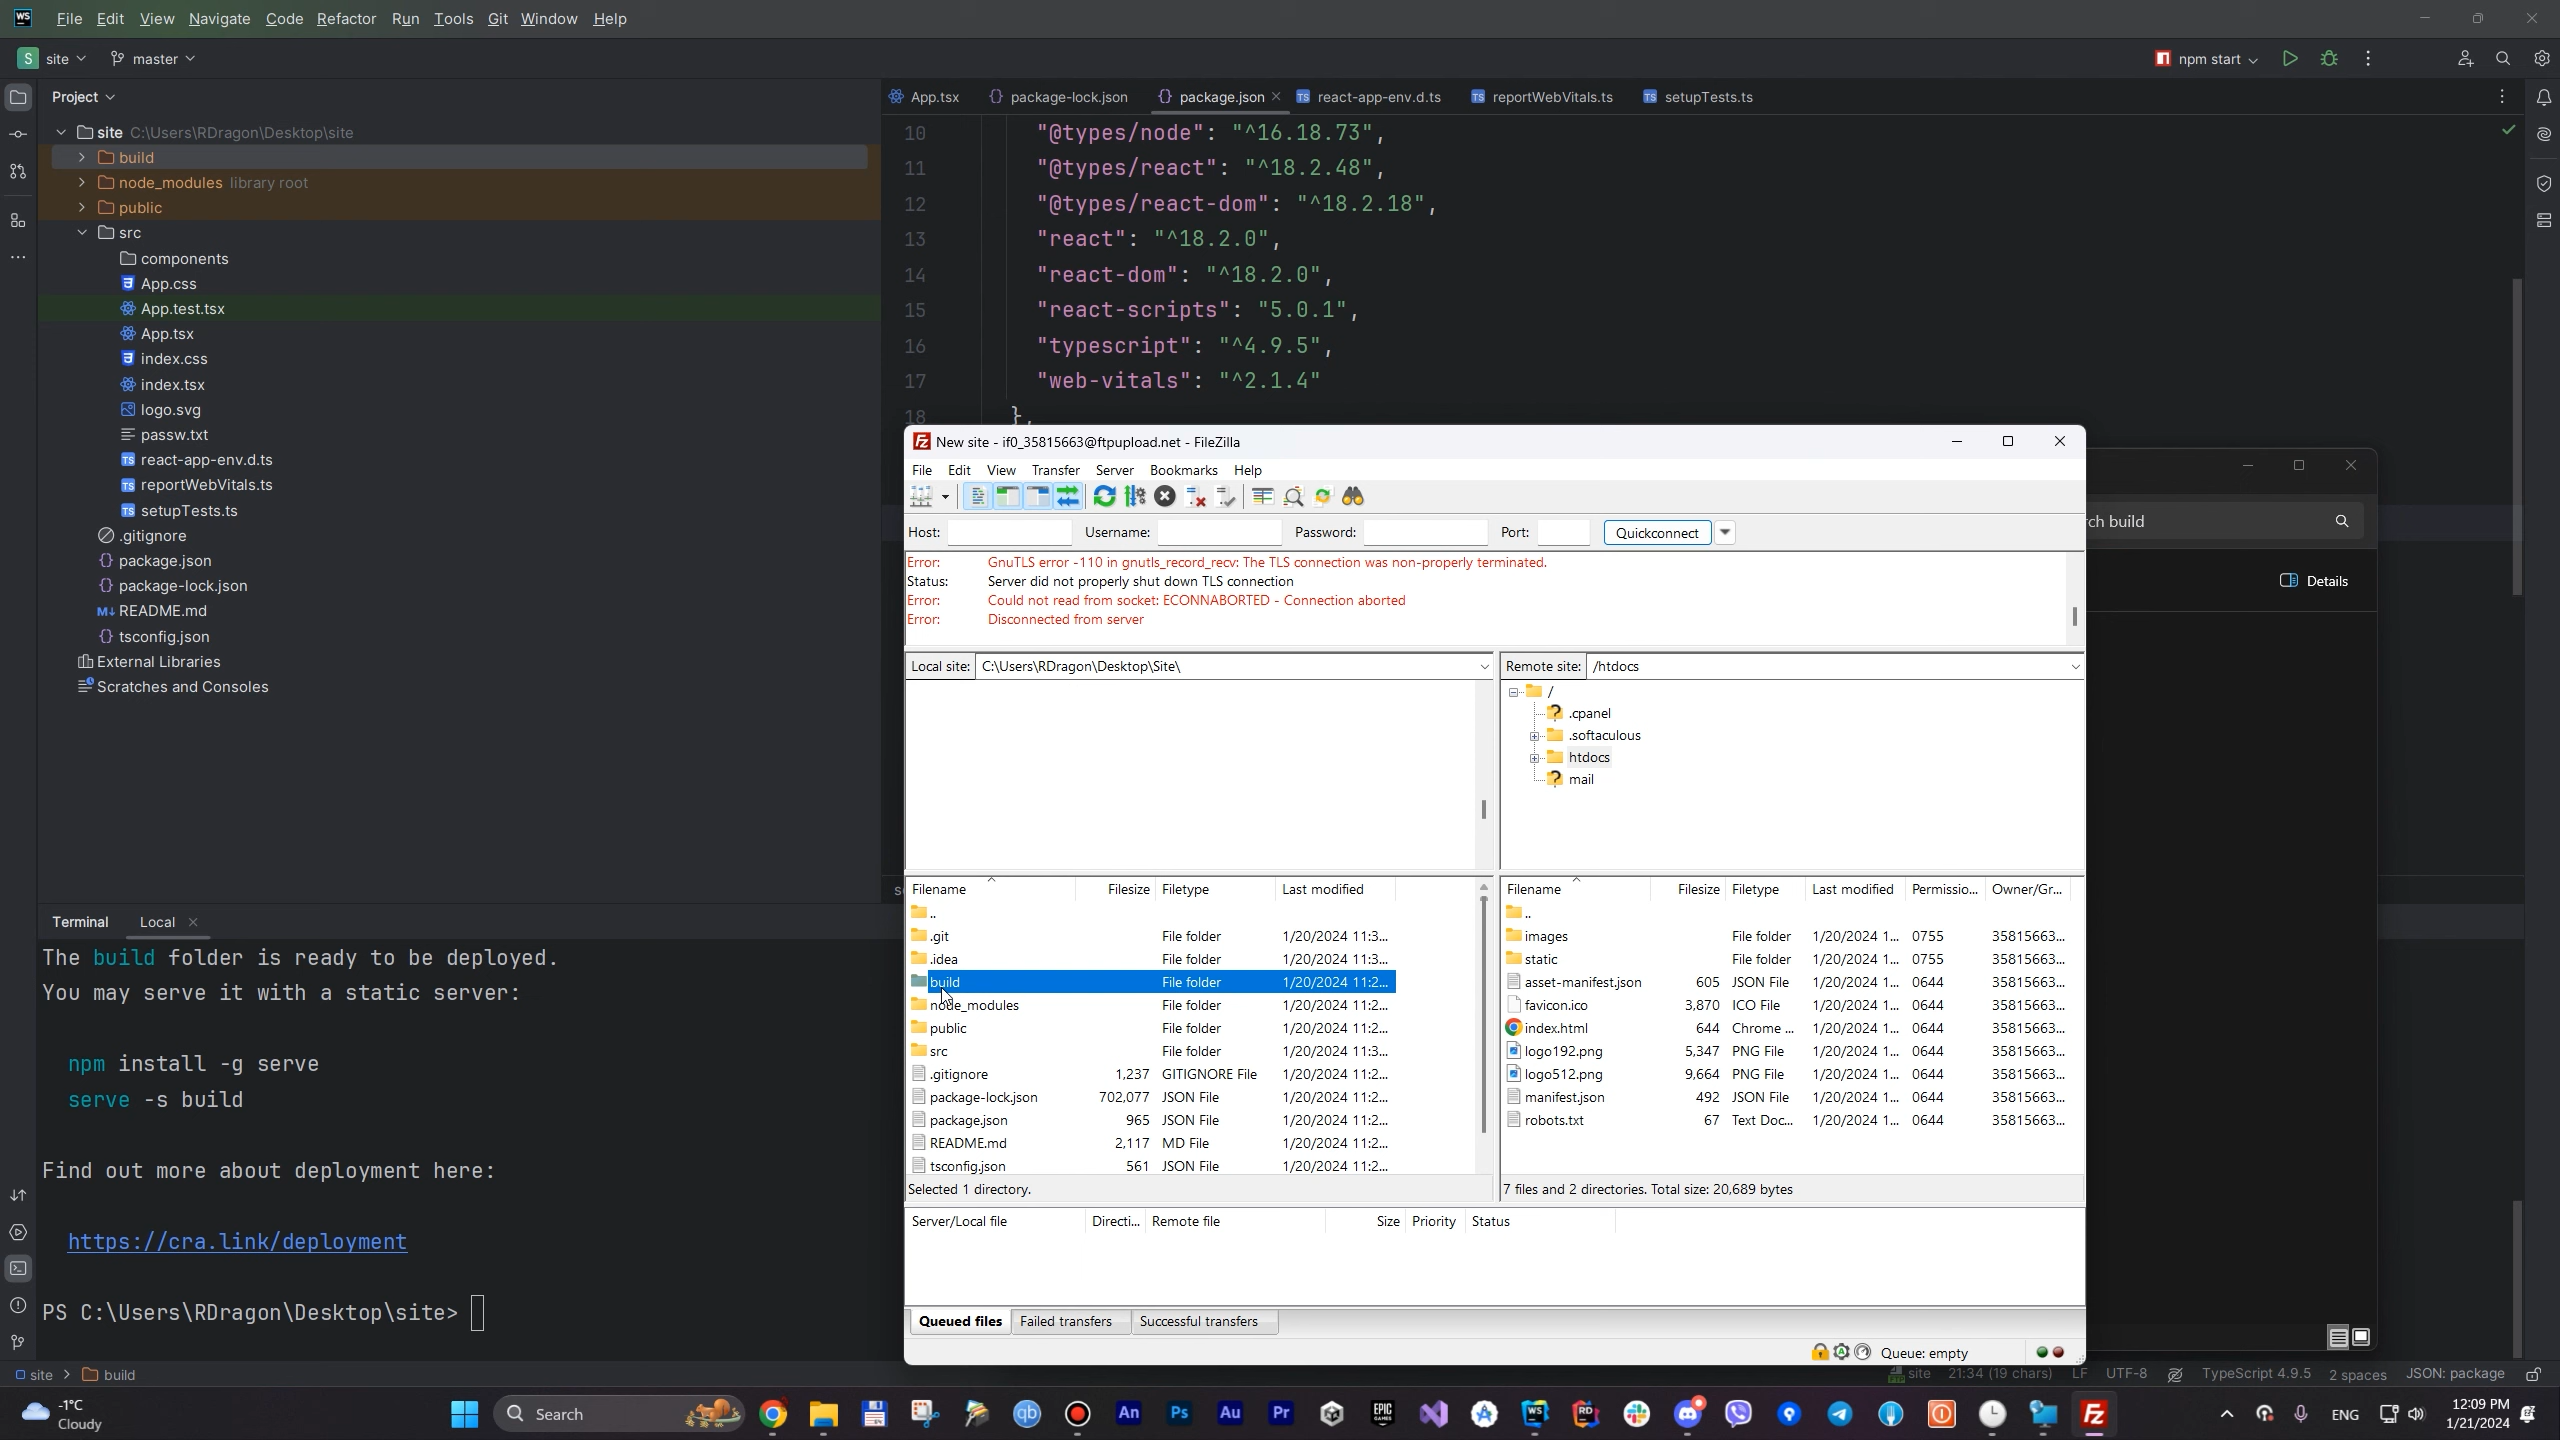 WS File Edit View Navigate Code Refactor Run Tools Git Window Help
S site master npm start
Project
site C:\Users\RDragon\Desktop\site
build
node_modules library root
public
src
components
App.css
App.test.tsx
App.tsx
index.css
index.tsx
logo.svg
passw.txt
react-app-env.d.ts
reportWebVitals.ts
setupTests.ts
.gitignore
package.json
package-lock.json
README.md
tsconfig.json
External Libraries
Scratches and Consoles
App.tsx package-lock.json package.json react-app-env.d.ts reportWebVitals.ts setupTests.ts
10 "@types/node": "^16.18.73",
11 "@types/react": "^18.2.48",
12 "@types/react-dom": "^18.2.18",
13 "react": "^18.2.0",
14 "react-dom": "^18.2.0",
15 "react-scripts": "5.0.1",
16 "typescript": "^4.9.5",
17 "web-vitals": "^2.1.4"
18 },
New site - if0_35815663@ftpupload.net - FileZilla
File Edit View Transfer Server Bookmarks Help
Host: Username: Password: Port: Quickconnect
Error: GnuTLS error -110 in gnutls_record_recv: The TLS connection was non-properly terminated.
Status: Server did not properly shut down TLS connection
Error: Could not read from socket: ECONNABORTED - Connection aborted
Error: Disconnected from server
Local site: C:\Users\RDragon\Desktop\Site\
Remote site: /htdocs
/
.cpanel
.softaculous
htdocs
mail
Filename Filesize Filetype Last modified
..
.git File folder 1/20/2024 11:3...
.idea File folder 1/20/2024 11:3...
build File folder 1/20/2024 11:2...
node_modules File folder 1/20/2024 11:2...
public File folder 1/20/2024 11:2...
src File folder 1/20/2024 11:3...
.gitignore 1,237 GITIGNORE File 1/20/2024 11:2...
package-lock.json 702,077 JSON File 1/20/2024 11:2...
package.json 965 JSON File 1/20/2024 11:2...
README.md 2,117 MD File 1/20/2024 11:2...
tsconfig.json 561 JSON File 1/20/2024 11:2...
Selected 1 directory.
Filename Filesize Filetype Last modified Permissio... Owner/Gr...
..
images File folder 1/20/2024 1... 0755 35815663...
static File folder 1/20/2024 1... 0755 35815663...
asset-manifest.json 605 JSON File 1/20/2024 1... 0644 35815663...
favicon.ico 3,870 ICO File 1/20/2024 1... 0644 35815663...
index.html 644 Chrome ... 1/20/2024 1... 0644 35815663...
logo192.png 5,347 PNG File 1/20/2024 1... 0644 35815663...
logo512.png 9,664 PNG File 1/20/2024 1... 0644 35815663...
manifest.json 492 JSON File 1/20/2024 1... 0644 35815663...
robots.txt 67 Text Doc... 1/20/2024 1... 0644 35815663...
7 files and 2 directories. Total size: 20,689 bytes
Server/Local file Directi... Remote file Size Priority Status
Queued files Failed transfers Successful transfers
Queue: empty
rch build
Details
Terminal Local
The build folder is ready to be deployed.
You may serve it with a static server:
npm install -g serve
serve -s build
Find out more about deployment here:
https://cra.link/deployment
PS C:\Users\RDragon\Desktop\site>
site > build
site 21:34 (19 chars) LF UTF-8 TypeScript 4.9.5 2 spaces JSON: package
-1°C
Cloudy
Search
ENG
12:09 PM
1/21/2024